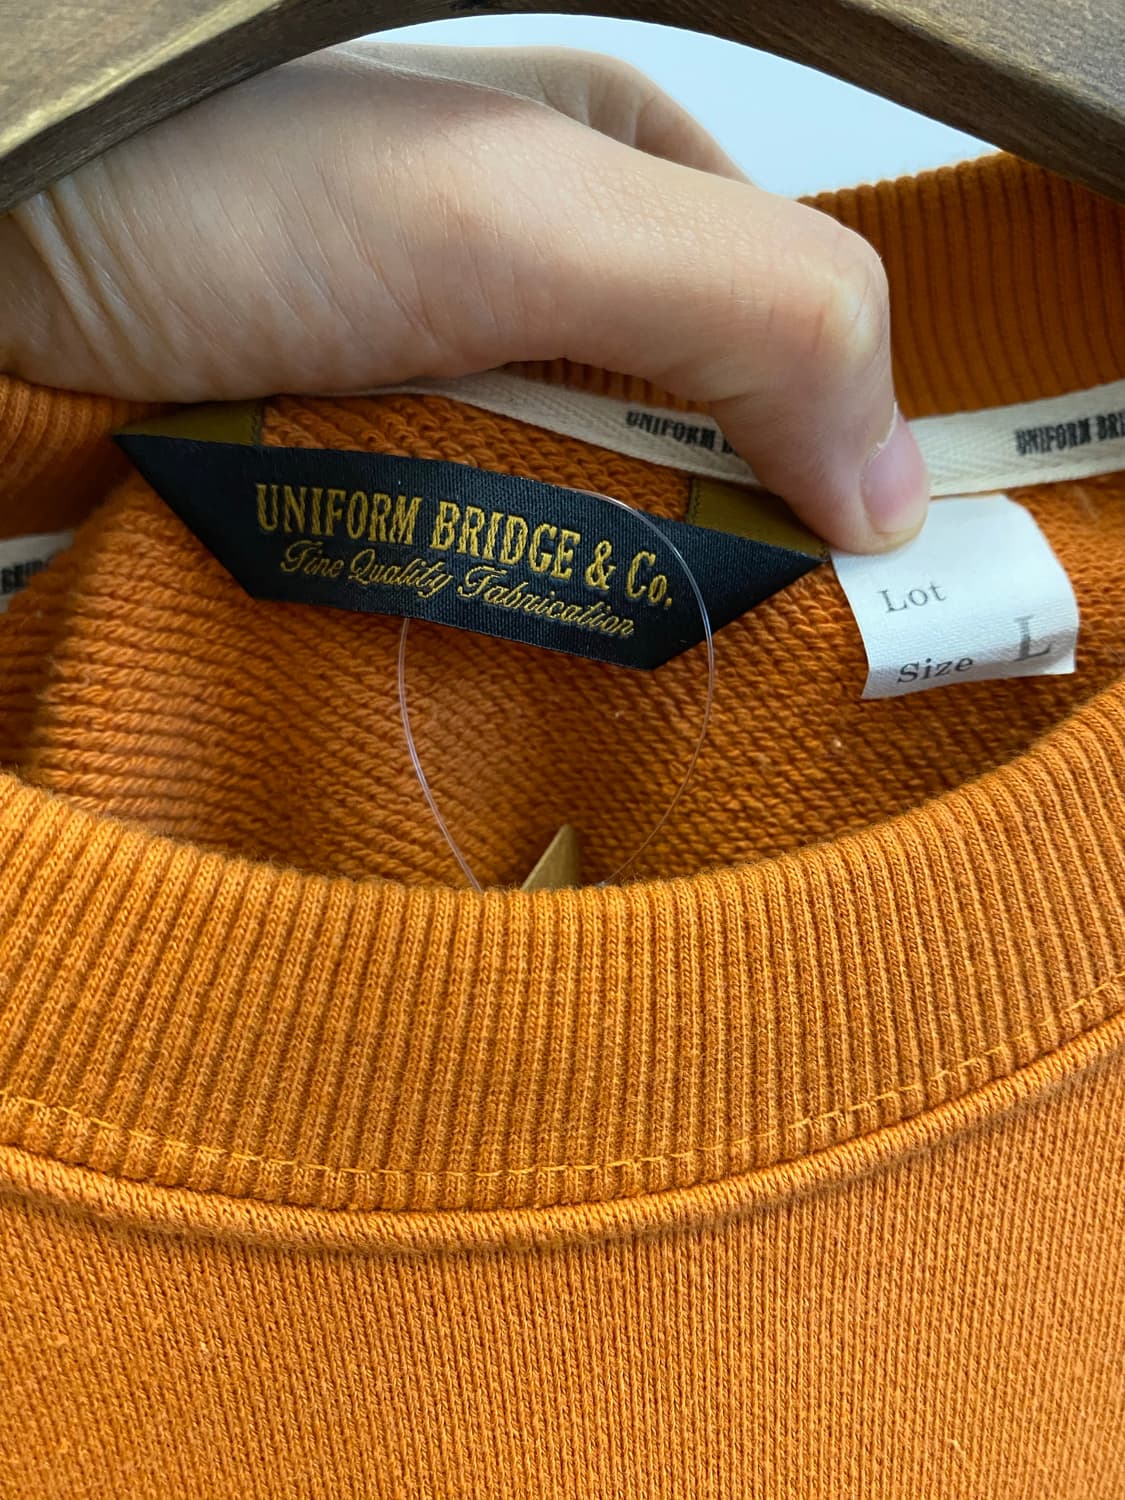 UNIFORM
UNIFORM BRI
UNIFORM BRIDGE & Co.
Fine Quality Fabrication
Lot
Size L